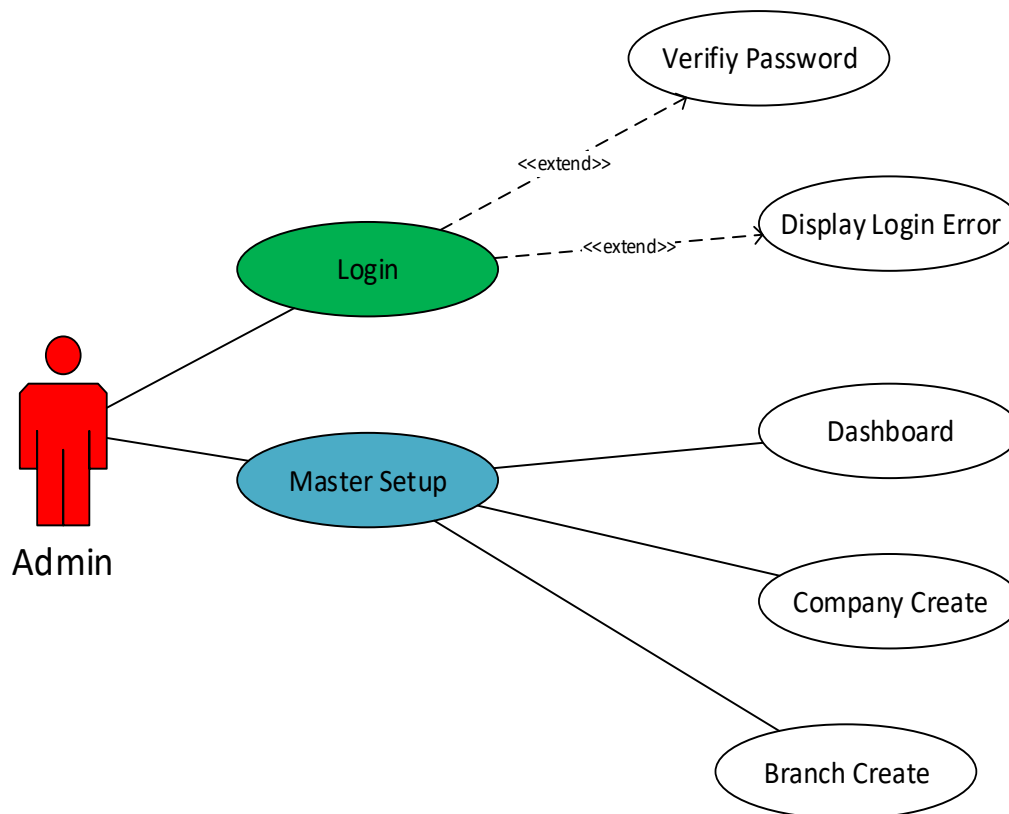 Verifiy Password
<<extend>>
Display Login Error
<<extend>>
Login
Dashboard
Master Setup
Admin
Company Create
Branch Create